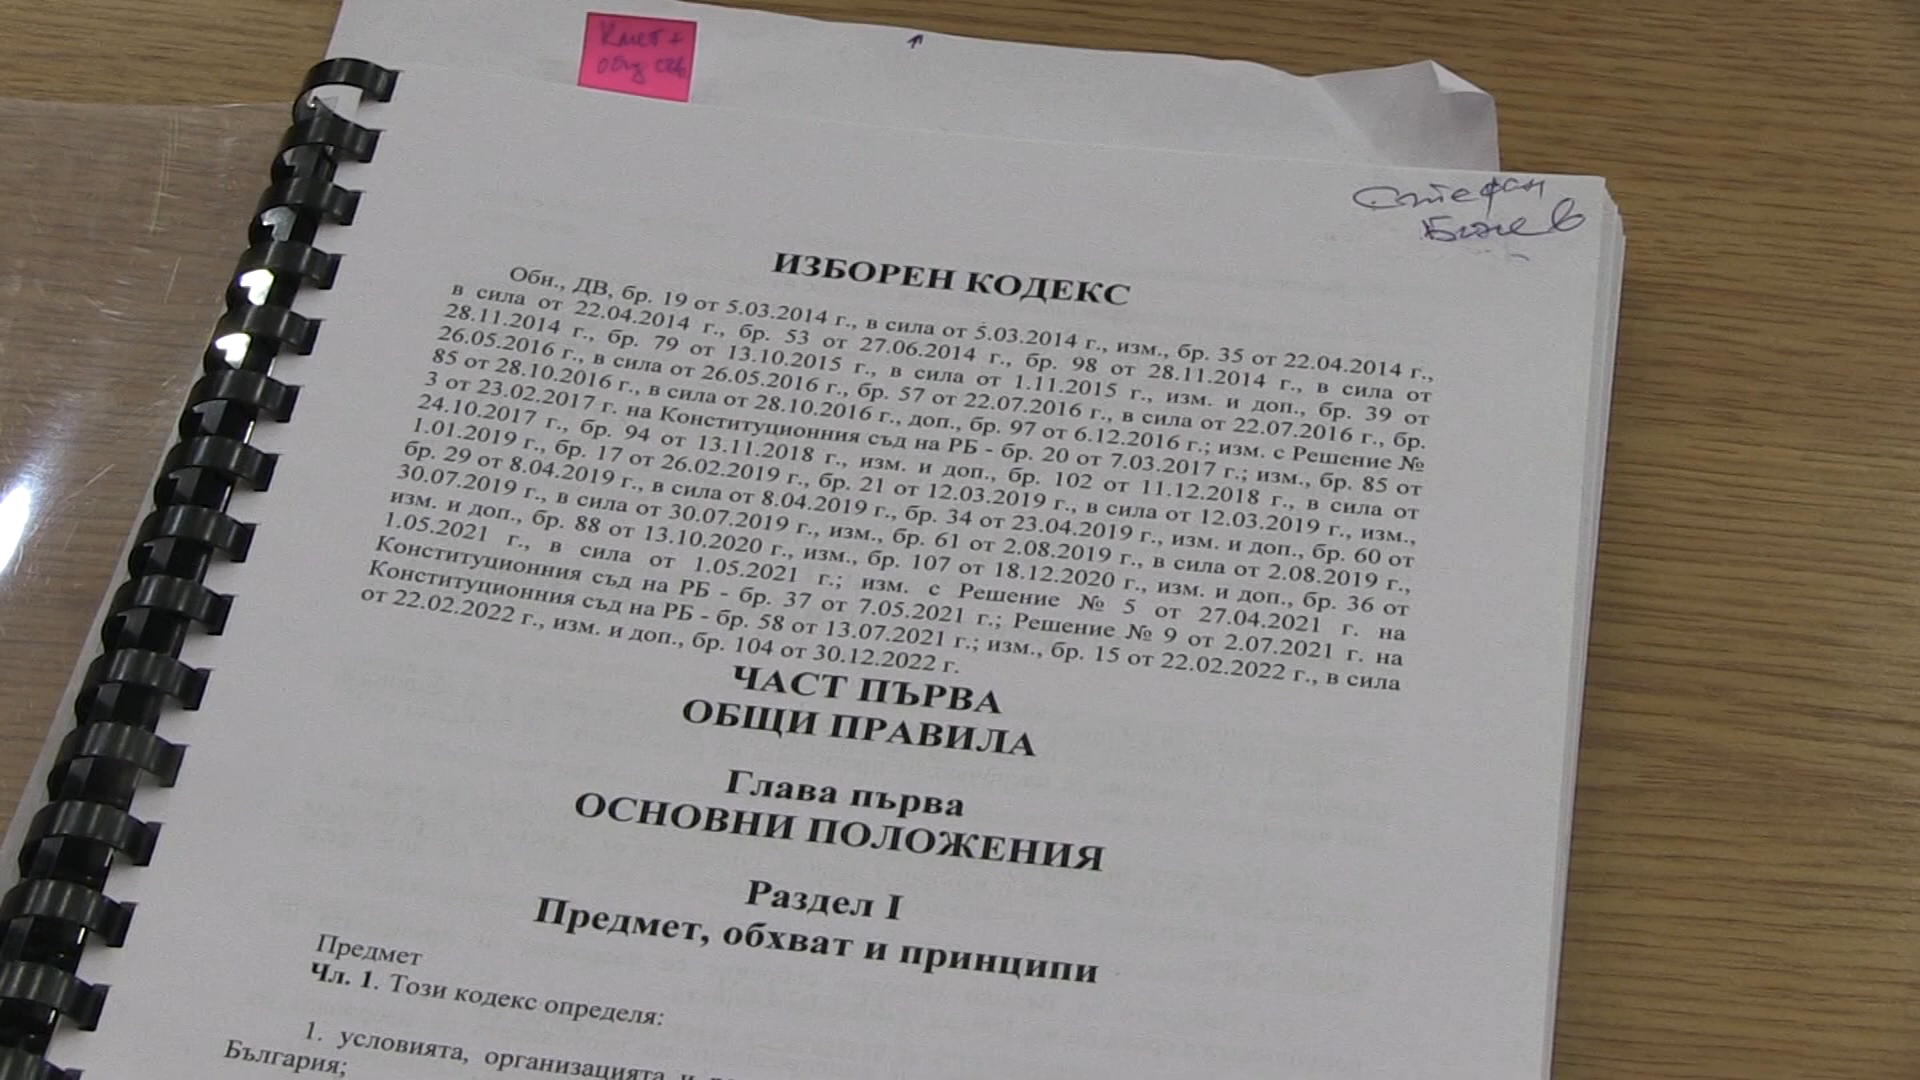 Кмет +
общ съв
Стефан
Божев
ИЗБОРЕН КОДЕКС
Обн., ДВ, бр. 19 от 5.03.2014 г., в сила от 5.03.2014 г., изм., бр. 35 от 22.04.2014 г.,
в сила от 22.04.2014 г., бр. 53 от 27.06.2014 г., бр. 98 от 28.11.2014 г., в сила от
28.11.2014 г., бр. 79 от 13.10.2015 г., в сила от 1.11.2015 г., изм. и доп., бр. 39 от
26.05.2016 г., в сила от 26.05.2016 г., бр. 57 от 22.07.2016 г., в сила от 22.07.2016 г., бр.
85 от 28.10.2016 г., в сила от 28.10.2016 г., доп., бр. 97 от 6.12.2016 г.; изм. с Решение №
3 от 23.02.2017 г. на Конституционния съд на РБ - бр. 20 от 7.03.2017 г.; изм., бр. 85 от
24.10.2017 г., бр. 94 от 13.11.2018 г., изм. и доп., бр. 102 от 11.12.2018 г., в сила от
1.01.2019 г., бр. 17 от 26.02.2019 г., бр. 21 от 12.03.2019 г., в сила от 12.03.2019 г., изм.,
бр. 29 от 8.04.2019 г., в сила от 8.04.2019 г., бр. 34 от 23.04.2019 г., изм. и доп., бр. 60 от
30.07.2019 г., в сила от 30.07.2019 г., изм., бр. 61 от 2.08.2019 г., в сила от 2.08.2019 г.,
изм. и доп., бр. 88 от 13.10.2020 г., изм., бр. 107 от 18.12.2020 г., изм. и доп., бр. 36 от
1.05.2021 г., в сила от 1.05.2021 г.; изм. с Решение № 5 от 27.04.2021 г. на
Конституционния съд на РБ - бр. 37 от 7.05.2021 г.; Решение № 9 от 2.07.2021 г. на
Конституционния съд на РБ - бр. 58 от 13.07.2021 г.; изм., бр. 15 от 22.02.2022 г., в сила
от 22.02.2022 г., изм. и доп., бр. 104 от 30.12.2022 г.
ЧАСТ ПЪРВА
ОБЩИ ПРАВИЛА
Глава първа
ОСНОВНИ ПОЛОЖЕНИЯ
Раздел I
Предмет, обхват и принципи
Предмет
Чл. 1. Този кодекс определя:
1. условията, организацията и
България;